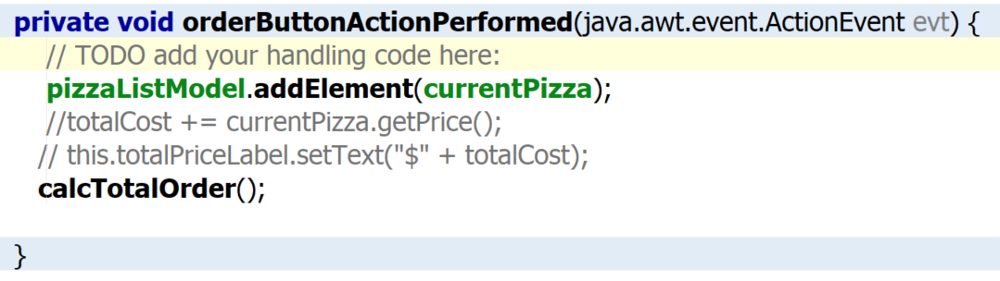 private void orderButtonActionPerformed(java.awt.event.ActionEvent evt) {
// TODO add your handling code here:
pizzaListModel.addElement(currentPizza);
//totalCost += currentPizza.getPrice();
// this.totalPriceLabel.setText("$" + totalCost);
calcTotalOrder();
}